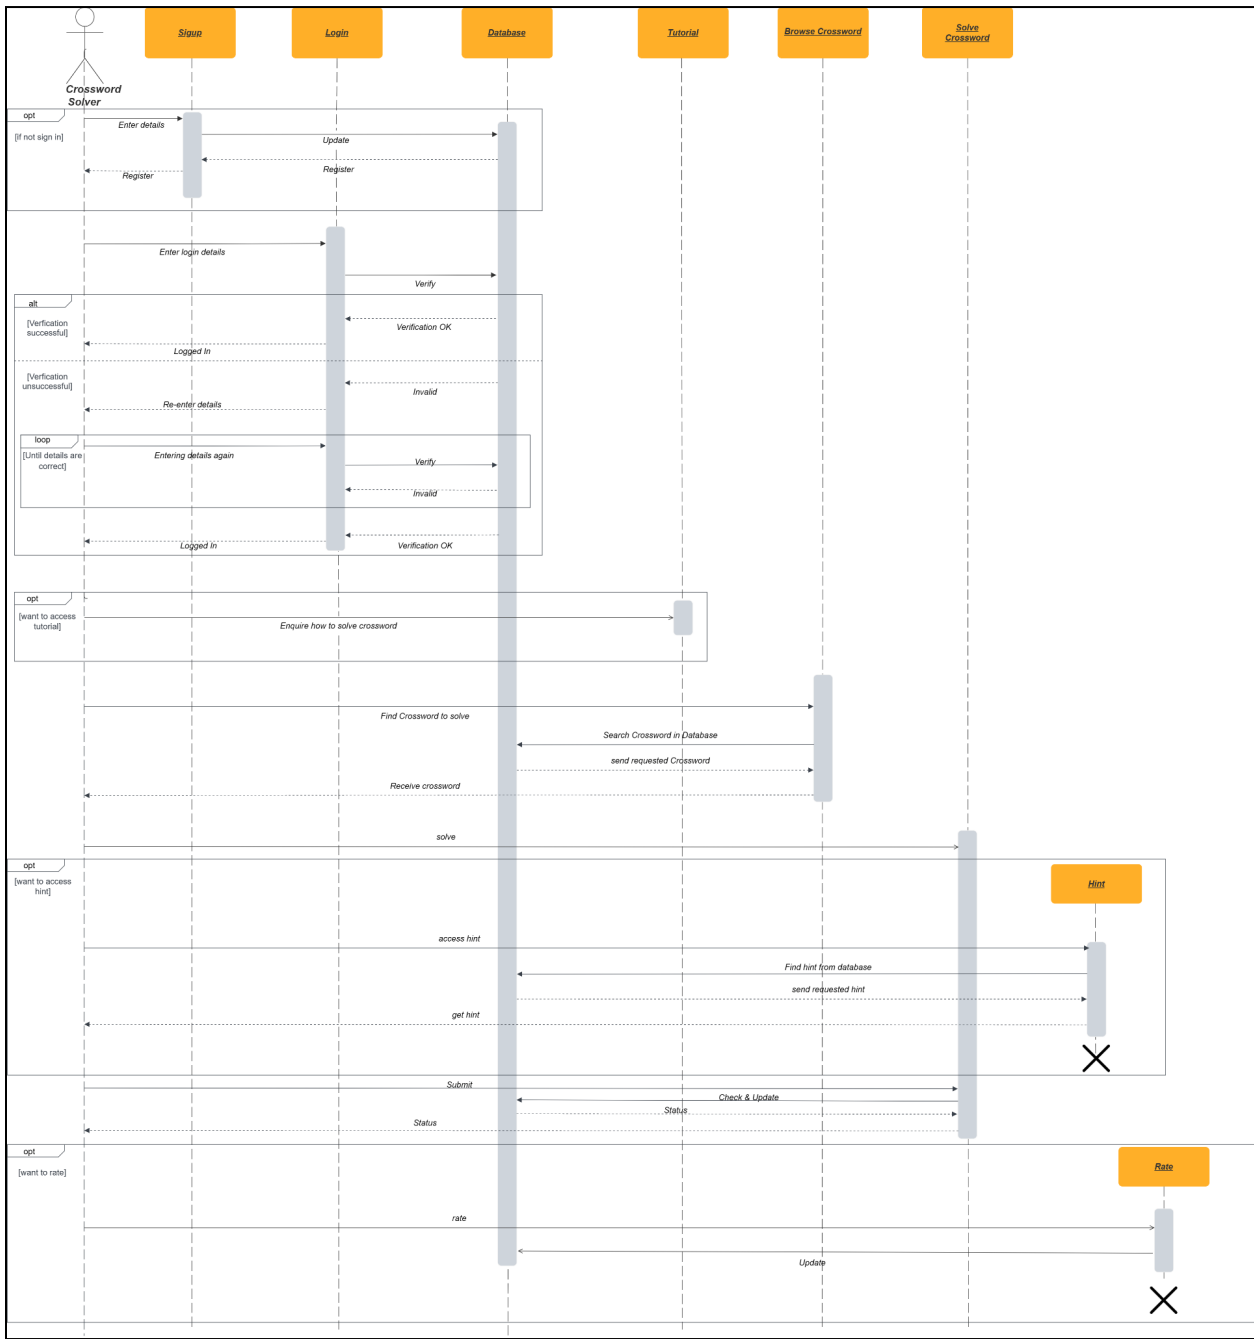 Sigup
Login
Database
Tutorial
Browse Crossword
Solve
Crossword
Crossword
Solver
opt
[if not sign in]
Enter details
Update
Register
Register
Enter login details
Verify
alt
[Verfication
successful]
Verification OK
Logged In
[Verfication
unsuccessful]
Invalid
Re-enter details
loop
[Until details are
correct]
Entering details again
Verify
Invalid
Verification OK
Logged In
opt
[want to access
tutorial]
Enquire how to solve crossword
Find Crossword to solve
Search Crossword in Database
send requested Crossword
Receive crossword
solve
opt
[want to access
hint]
Hint
access hint
Find hint from database
send requested hint
get hint
Submit
Check & Update
Status
Status
opt
[want to rate]
Rate
rate
Update